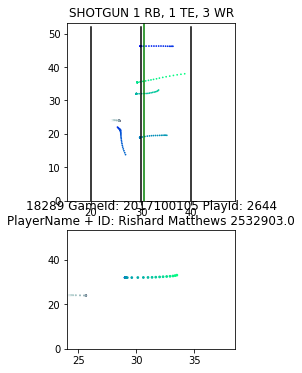 SHOTGUN 1 RB, 1 TE, 3 WR
50
40
30
20
10
0
20 30 40
18289 GameId: 2017100105 PlayId: 2644
PlayerName + ID: Rishard Matthews 2532903.0
40
20
0
25 30 35